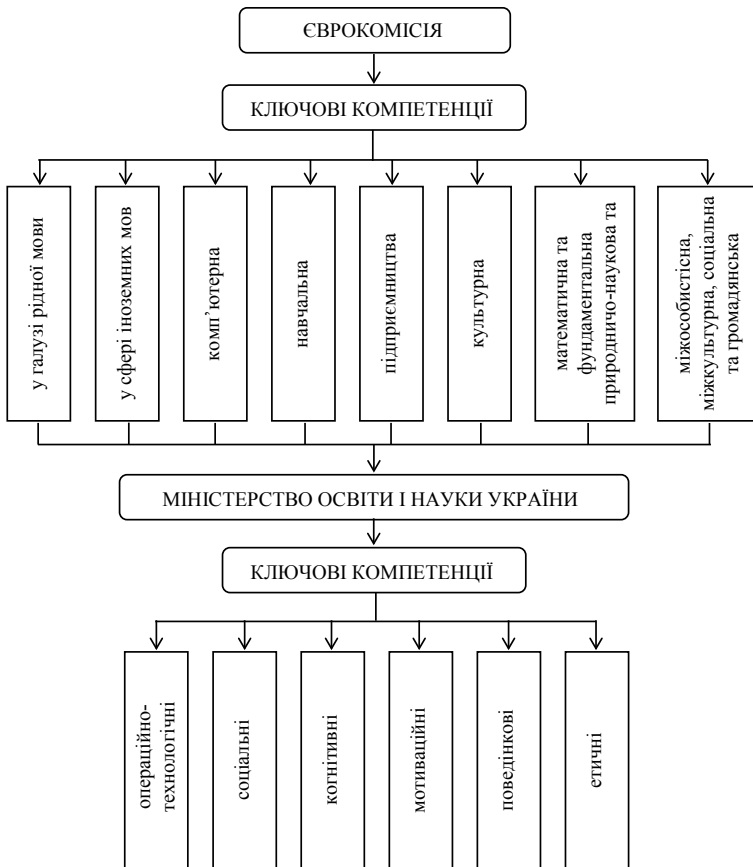 ЄВРОКОМІСІЯ
КЛЮЧОВІ КОМПЕТЕНЦІЇ
у галузі рідної мови
у сфері іноземних мов
комп’ютерна
навчальна
підприємництва
культурна
математична та
фундаментальна
природничо-наукова та
міжособистісна,
міжкультурна, соціальна
та громадянська
МІНІСТЕРСТВО ОСВІТИ І НАУКИ УКРАЇНИ
КЛЮЧОВІ КОМПЕТЕНЦІЇ
операційно-
технологічні
соціальні
когнітивні
мотиваційні
поведінкові
етичні